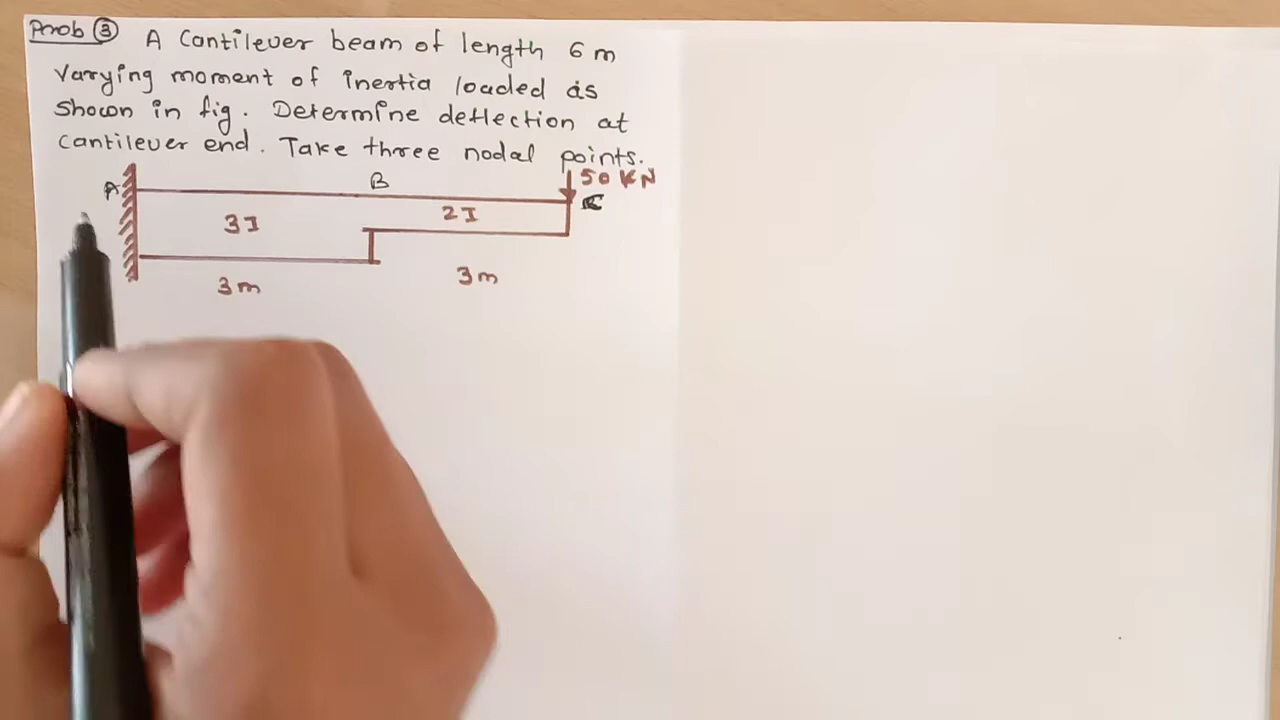 Prob ③ A Cantilever beam of length 6 m
Varying moment of inertia loaded as
Shown in fig. Determine deflection at
Cantilever end. Take three nodal points.
50 KN
A
B
C
3I
2I
3m
3m